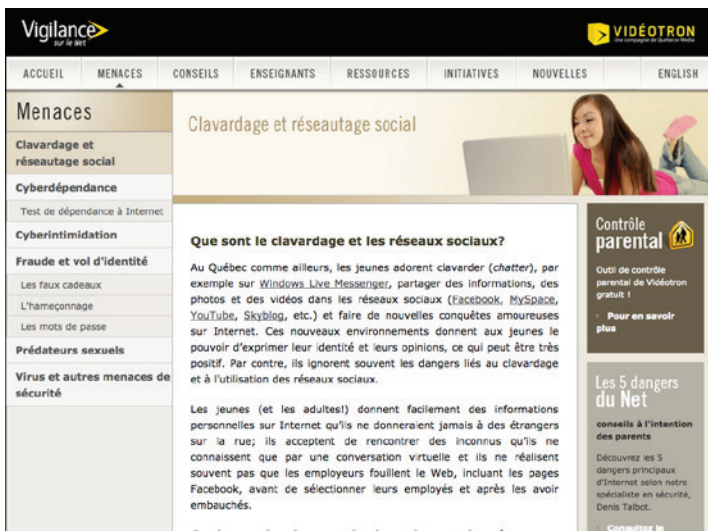 Vigilance
sur le Net
VIDÉOTRON
Une compagnie de Quebecor Media
ACCUEIL MENACES CONSEILS ENSEIGNANTS RESSOURCES INITIATIVES NOUVELLES ENGLISH
Menaces
Clavardage et
réseautage social
Cyberdépendance
Test de dépendance à Internet
Cyberintimidation
Fraude et vol d'identité
Les faux cadeaux
L'hameçonnage
Les mots de passe
Prédateurs sexuels
Virus et autres menaces de
sécurité
Clavardage et réseautage social
Que sont le clavardage et les réseaux sociaux?
Au Québec comme ailleurs, les jeunes adorent clavarder (chatter), par
exemple sur Windows Live Messenger, partager des informations, des
photos et des vidéos dans les réseaux sociaux (Facebook, MySpace,
YouTube, Skyblog, etc.) et faire de nouvelles conquêtes amoureuses
sur Internet. Ces nouveaux environnements donnent aux jeunes le
pouvoir d'exprimer leur identité et leurs opinions, ce qui peut être très
positif. Par contre, ils ignorent souvent les dangers liés au clavardage
et à l'utilisation des réseaux sociaux.
Les jeunes (et les adultes!) donnent facilement des informations
personnelles sur Internet qu'ils ne donneraient jamais à des étrangers
sur la rue; ils acceptent de rencontrer des inconnus qu'ils ne
connaissent que par une conversation virtuelle et ils ne réalisent
souvent pas que les employeurs fouillent le Web, incluant les pages
Facebook, avant de sélectionner leurs employés et après les avoir
embauchés.
Contrôle
parental
Outil de contrôle
parental de Vidéotron
gratuit !
Pour en savoir
plus
Les 5 dangers
du Net
conseils à l'intention
des parents
Découvrez les 5
dangers principaux
d'Internet selon notre
spécialiste en sécurité,
Denis Talbot.
Consultez le